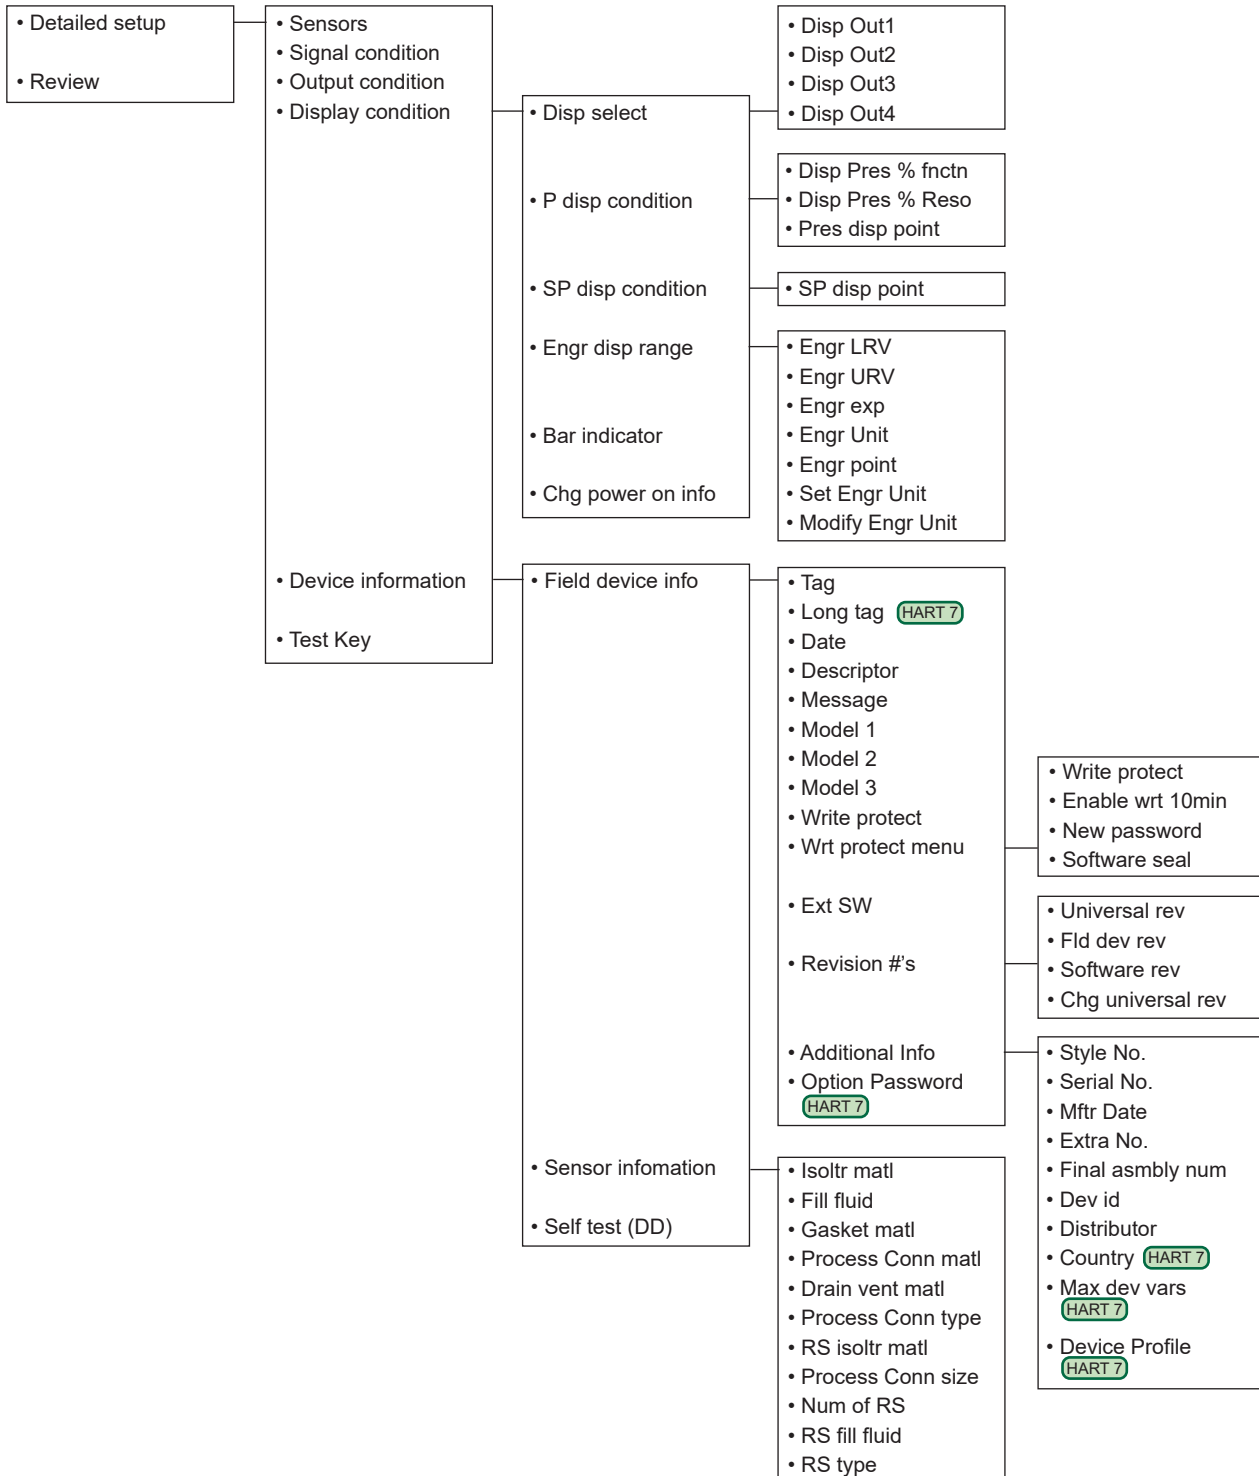 • Detailed setup
• Review
• Sensors
• Signal condition
• Output condition
• Display condition
• Device information
• Test Key
• Disp select
• P disp condition
• SP disp condition
• Engr disp range
• Bar indicator
• Chg power on info
• Disp Out1
• Disp Out2
• Disp Out3
• Disp Out4
• Disp Pres % fnctn
• Disp Pres % Reso
• Pres disp point
• SP disp point
• Engr LRV
• Engr URV
• Engr exp
• Engr Unit
• Engr point
• Set Engr Unit
• Modify Engr Unit
• Field device info
• Sensor infomation
• Self test (DD)
• Tag
• Long tag HART 7
• Date
• Descriptor
• Message
• Model 1
• Model 2
• Model 3
• Write protect
• Wrt protect menu
• Ext SW
• Revision #'s
• Additional Info
• Option Password
HART 7
• Write protect
• Enable wrt 10min
• New password
• Software seal
• Universal rev
• Fld dev rev
• Software rev
• Chg universal rev
• Style No.
• Serial No.
• Mftr Date
• Extra No.
• Final asmbly num
• Dev id
• Distributor
• Country HART 7
• Max dev vars
HART 7
• Device Profile
HART 7
• Isoltr matl
• Fill fluid
• Gasket matl
• Process Conn matl
• Drain vent matl
• Process Conn type
• RS isoltr matl
• Process Conn size
• Num of RS
• RS fill fluid
• RS type